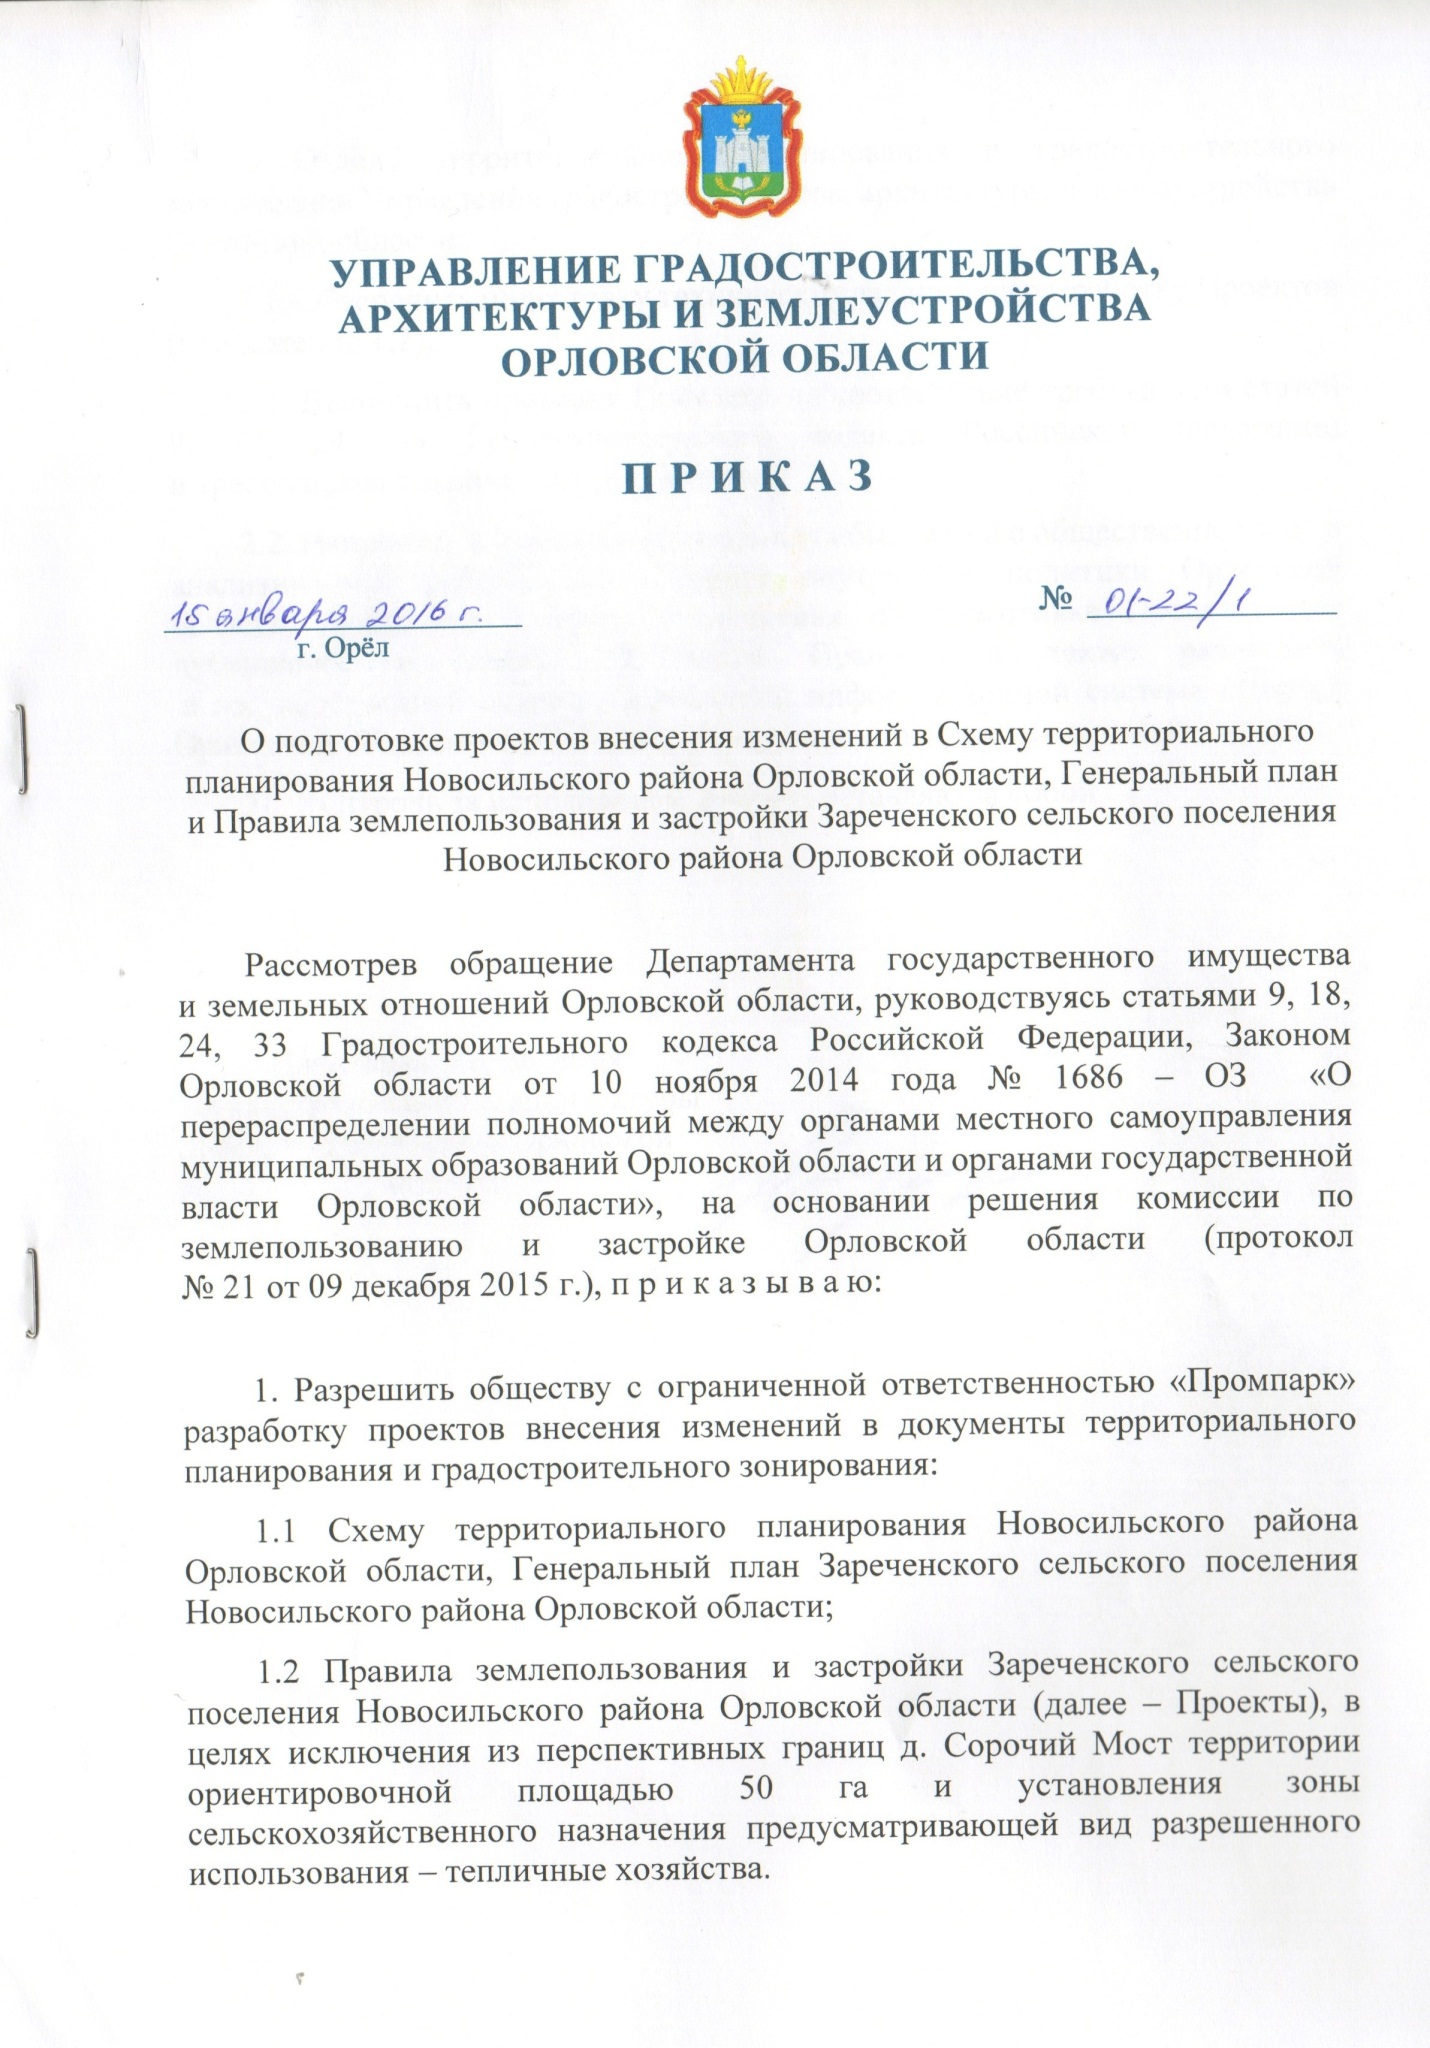 УПРАВЛЕНИЕ ГРАДОСТРОИТЕЛЬСТВА,
АРХИТЕКТУРЫ И ЗЕМЛЕУСТРОЙСТВА
ОРЛОВСКОЙ ОБЛАСТИ
П Р И К А З
15 января 2016 г.
№ 01-22/1
г. Орёл
О подготовке проектов внесения изменений в Схему территориального
планирования Новосильского района Орловской области, Генеральный план
и Правила землепользования и застройки Зареченского сельского поселения
Новосильского района Орловской области
Рассмотрев обращение Департамента государственного имущества
и земельных отношений Орловской области, руководствуясь статьями 9, 18,
24, 33 Градостроительного кодекса Российской Федерации, Законом
Орловской области от 10 ноября 2014 года № 1686 – ОЗ «О
перераспределении полномочий между органами местного самоуправления
муниципальных образований Орловской области и органами государственной
власти Орловской области», на основании решения комиссии по
землепользованию и застройке Орловской области (протокол
№ 21 от 09 декабря 2015 г.), п р и к а з ы в а ю:
1. Разрешить обществу с ограниченной ответственностью «Промпарк»
разработку проектов внесения изменений в документы территориального
планирования и градостроительного зонирования:
1.1 Схему территориального планирования Новосильского района
Орловской области, Генеральный план Зареченского сельского поселения
Новосильского района Орловской области;
1.2 Правила землепользования и застройки Зареченского сельского
поселения Новосильского района Орловской области (далее – Проекты), в
целях исключения из перспективных границ д. Сорочий Мост территории
ориентировочной площадью 50 га и установления зоны
сельскохозяйственного назначения предусматривающей вид разрешенного
использования – тепличные хозяйства.